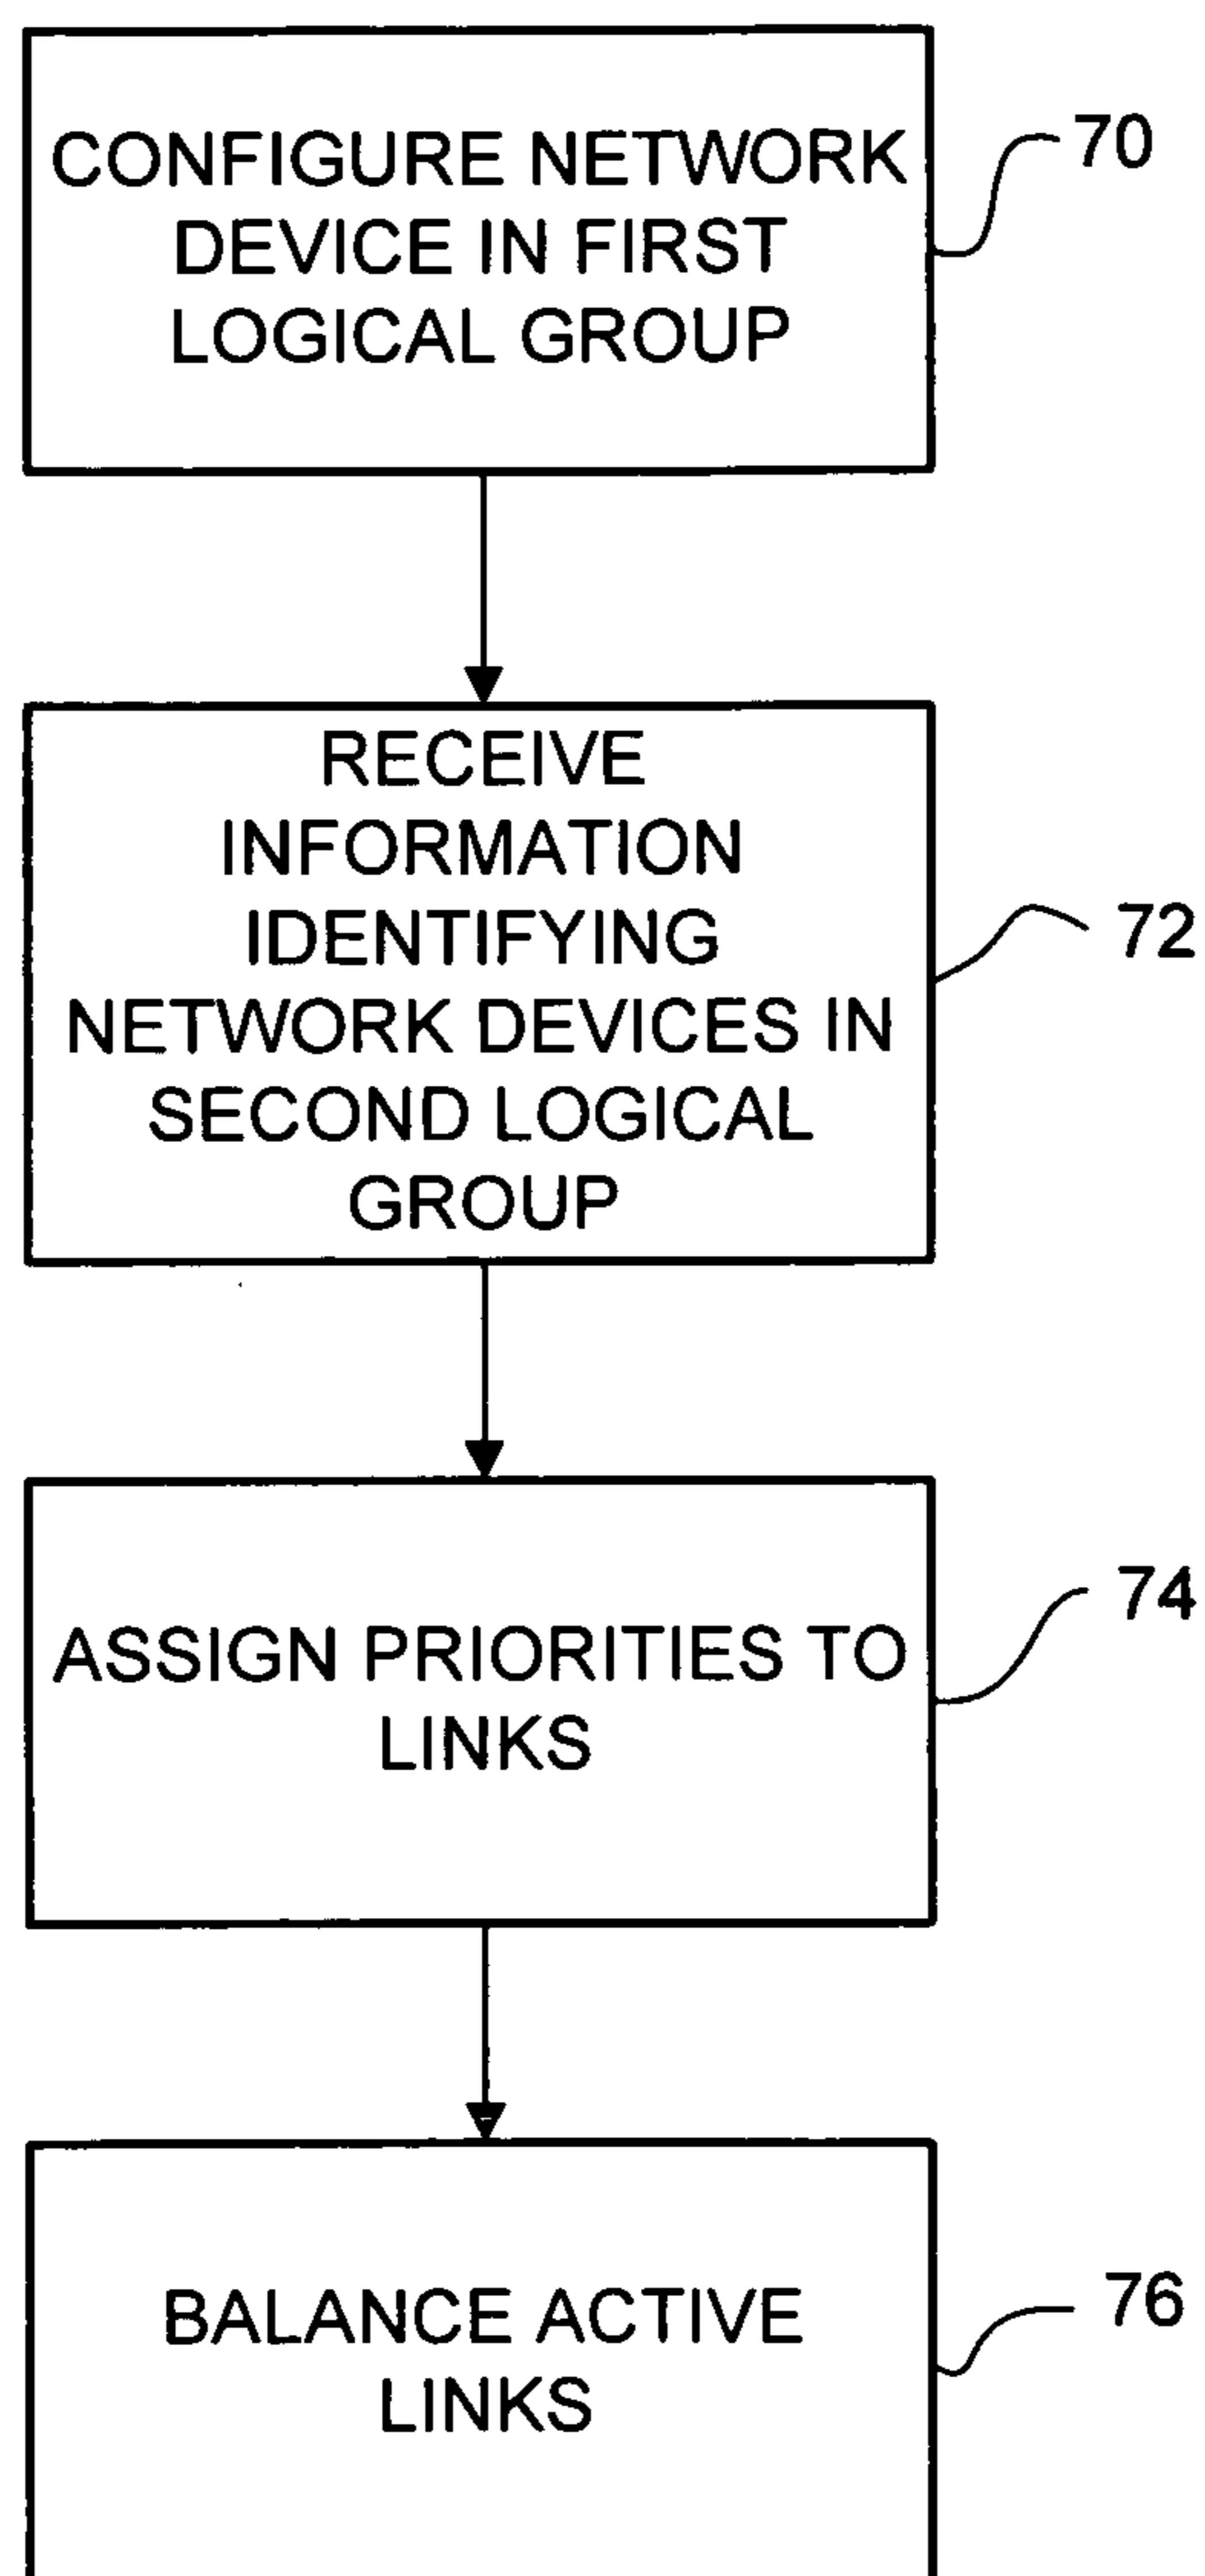 CONFIGURE NETWORK
DEVICE IN FIRST
LOGICAL GROUP
70
RECEIVE
INFORMATION
IDENTIFYING
NETWORK DEVICES IN
SECOND LOGICAL
GROUP
72
ASSIGN PRIORITIES TO
LINKS
74
BALANCE ACTIVE
LINKS
76